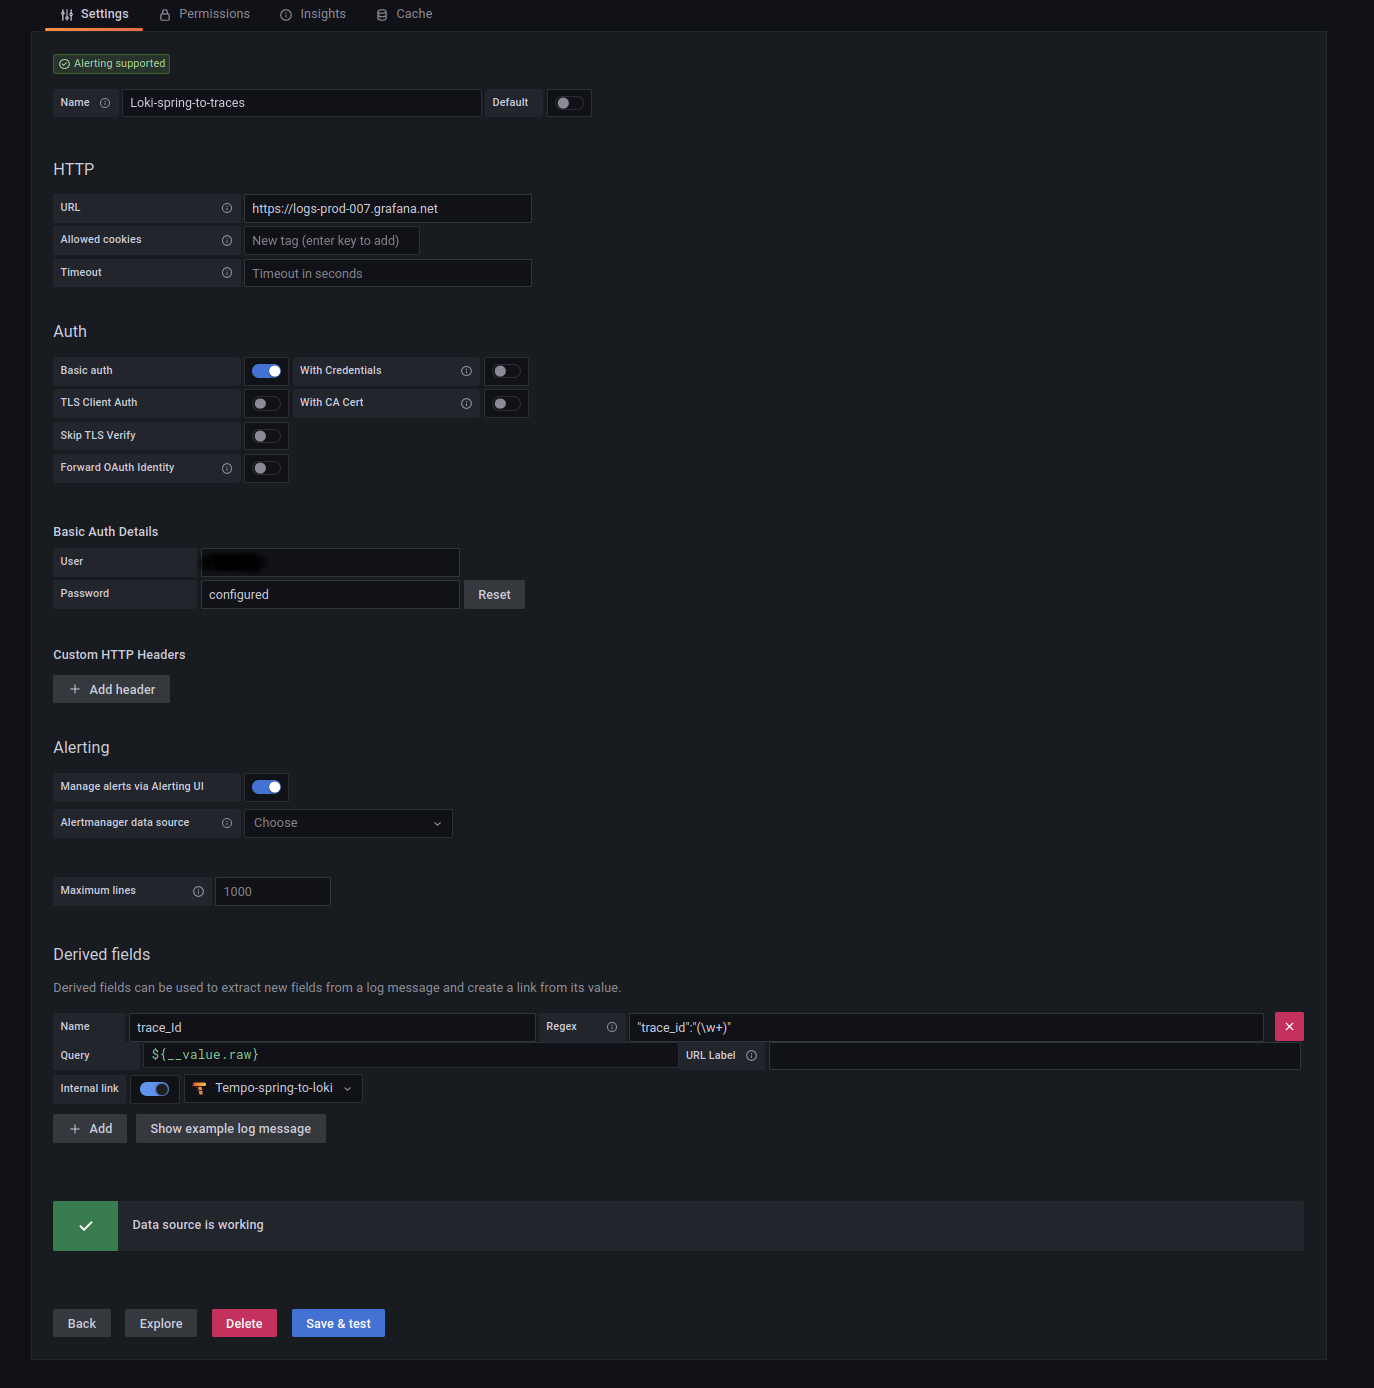 Settings Permissions Insights Cache
Alerting supported
Name Loki-spring-to-traces Default
HTTP
URL https://logs-prod-007.grafana.net
Allowed cookies New tag (enter key to add)
Timeout Timeout in seconds
Auth
Basic auth With Credentials
TLS Client Auth With CA Cert
Skip TLS Verify
Forward OAuth Identity
Basic Auth Details
User
Password configured Reset
Custom HTTP Headers
Add header
Alerting
Manage alerts via Alerting UI
Alertmanager data source Choose
Maximum lines 1000
Derived fields
Derived fields can be used to extract new fields from a log message and create a link from its value.
Name trace_Id Regex "trace_id":"(\w+)"
Query ${__value.raw} URL Label
Internal link Tempo-spring-to-loki
Add Show example log message
Data source is working
Back Explore Delete Save & test